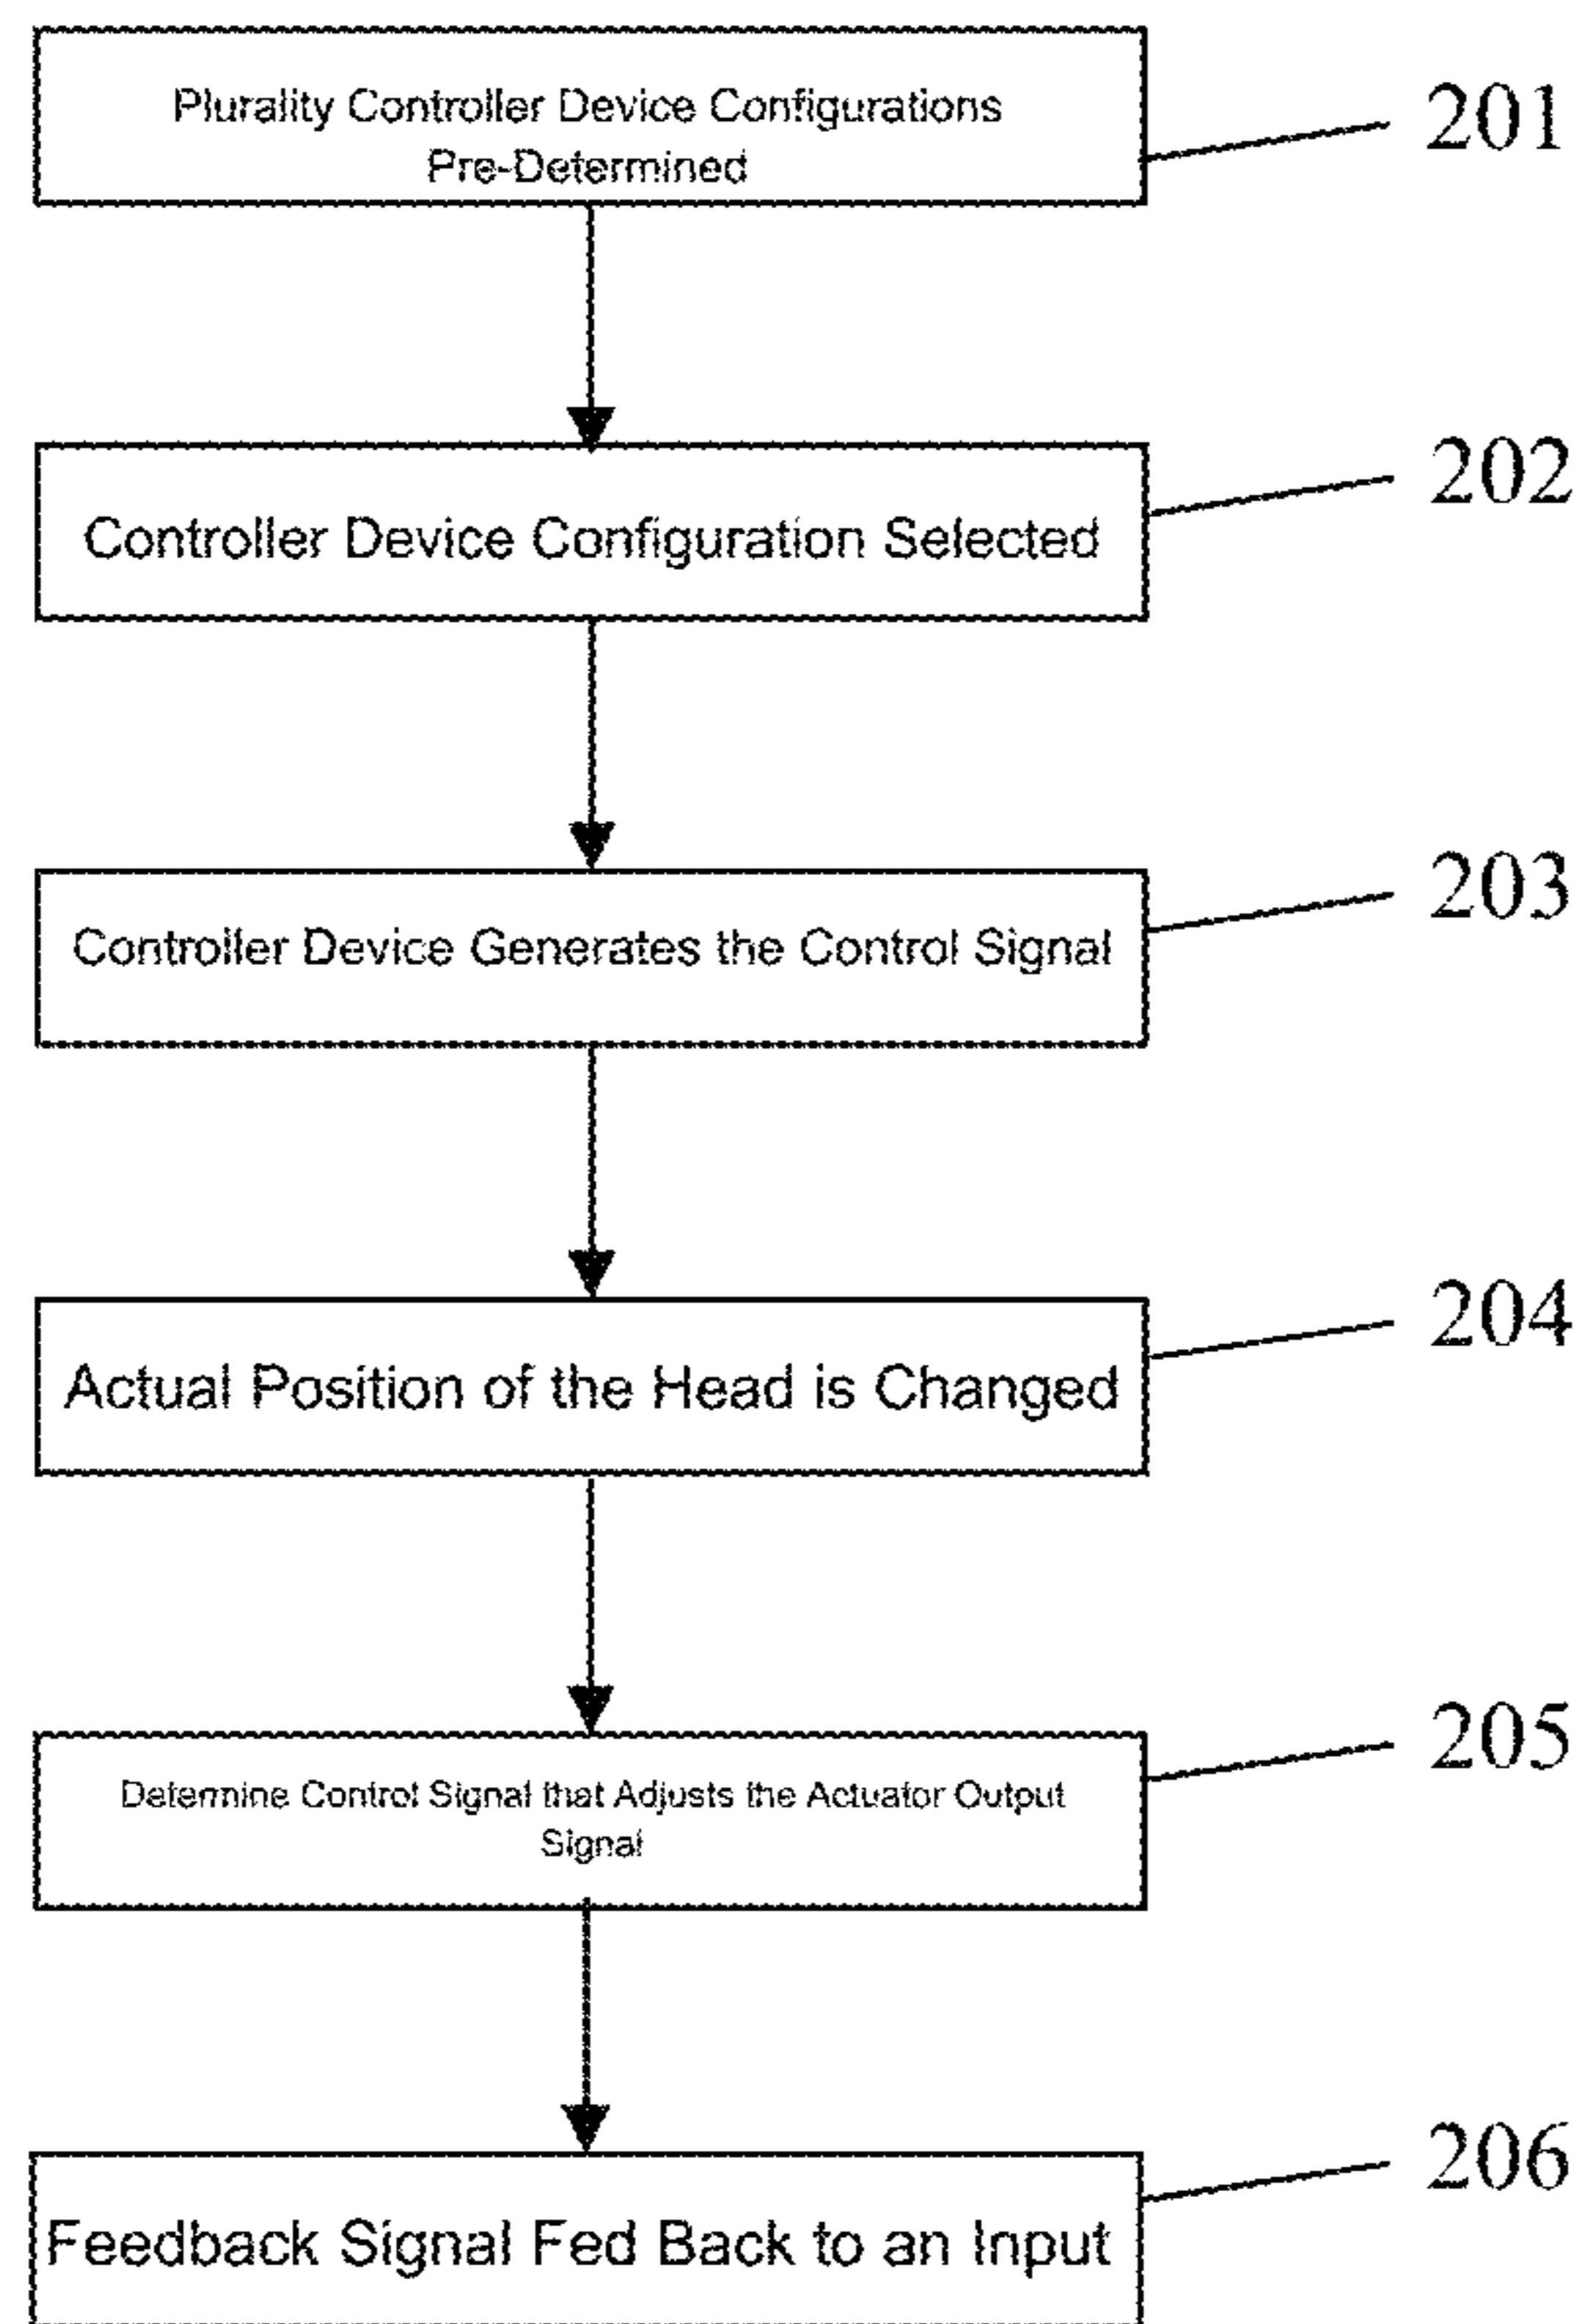 Plurality Controller Device Configurations
Pre-Determined
201
Controller Device Configuration Selected
202
Controller Device Generates the Control Signal
203
Actual Position of the Head is Changed
204
Determine Control Signal that Adjusts the Actuator Output
Signal
205
Feedback Signal Fed Back to an Input
206